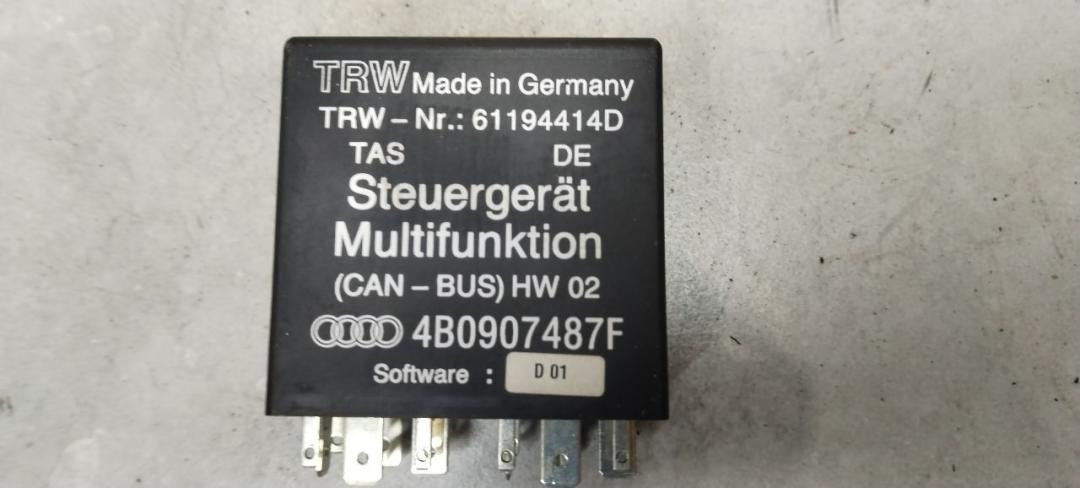 TRW Made in Germany
TRW – Nr.: 61194414D
TAS DE
Steuergerät
Multifunktion
(CAN – BUS) HW 02
4B0907487F
Software : D 01